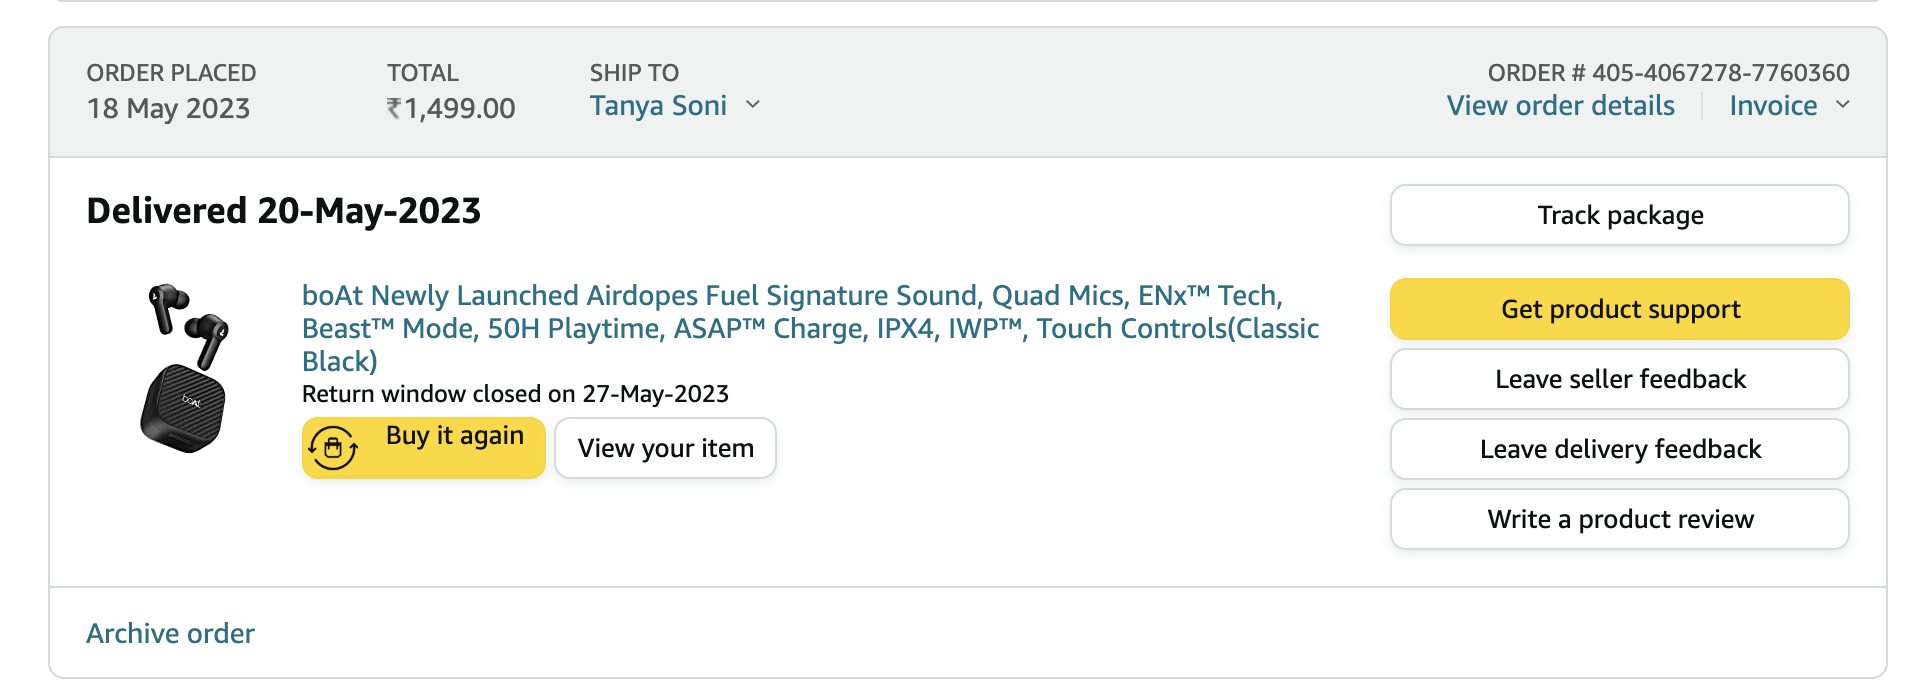 ORDER PLACED
18 May 2023
TOTAL
₹1,499.00
SHIP TO
Tanya Soni
ORDER # 405-4067278-7760360
View order details
Invoice
Delivered 20-May-2023
boAt Newly Launched Airdopes Fuel Signature Sound, Quad Mics, ENx™ Tech,
Beast™ Mode, 50H Playtime, ASAP™ Charge, IPX4, IWP™, Touch Controls(Classic
Black)
Return window closed on 27-May-2023
Buy it again
View your item
boAt
Track package
Get product support
Leave seller feedback
Leave delivery feedback
Write a product review
Archive order